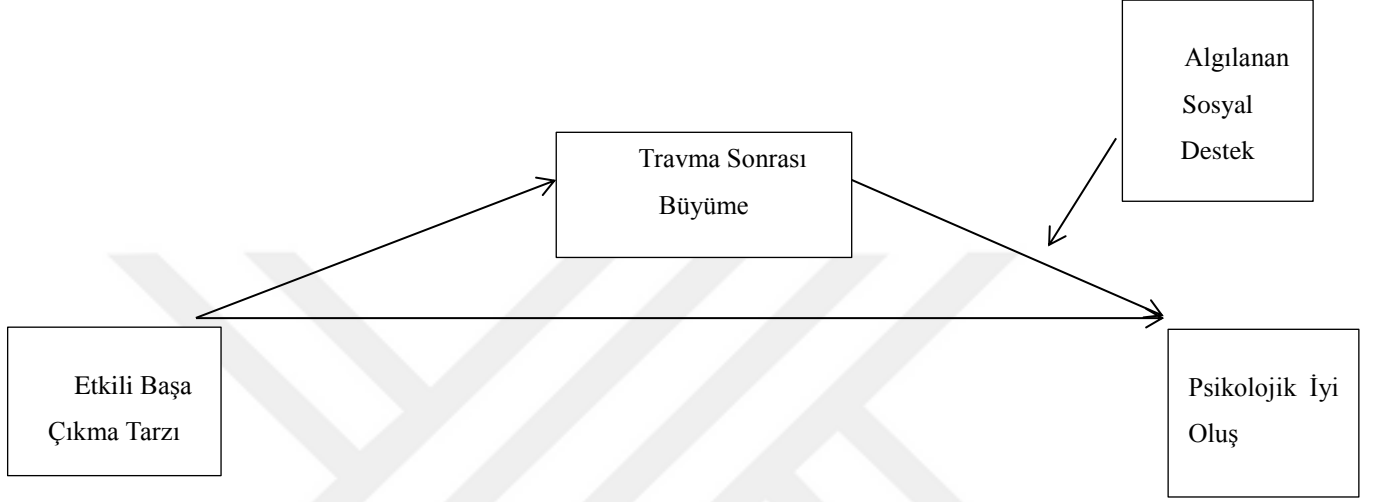 Algılanan
Sosyal
Destek
Travma Sonrası
Büyüme
Etkili Başa
Çıkma Tarzı
Psikolojik İyi
Oluş